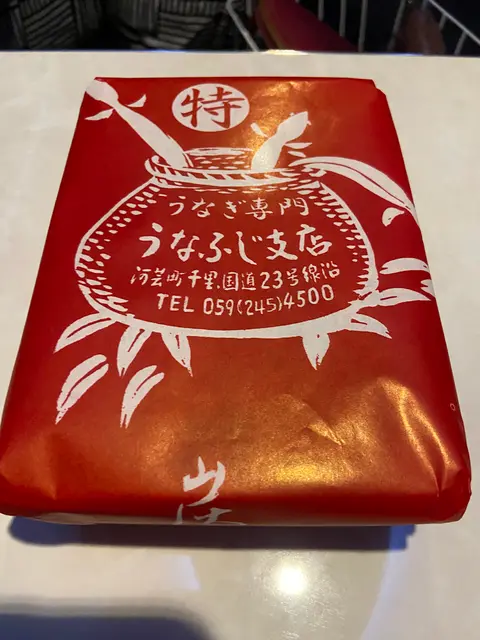 特
うなぎ専門
うなふじ支店
河芸町千里国道23号線沿
TEL 059(245)4500
山